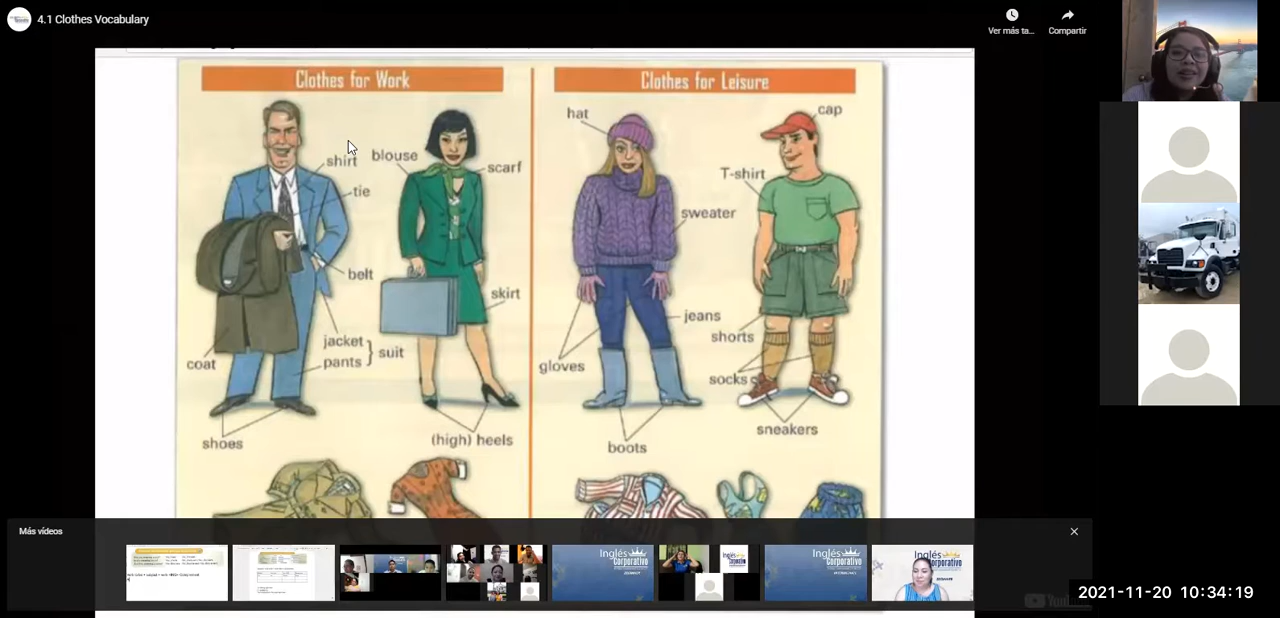 4.1 Clothes Vocabulary
Ver más ta...
Compartir
Clothes for Work
Clothes for Leisure
shirt
blouse
scarf
tie
belt
skirt
jacket
pants
suit
coat
shoes
(high) heels
hat
cap
T-shirt
sweater
jeans
shorts
gloves
socks
sneakers
boots
Más vídeos
Inglés
Corporativo
Inglés
Corporativo
Inglés
Corporativo
YouTube
2021-11-20 10:34:19